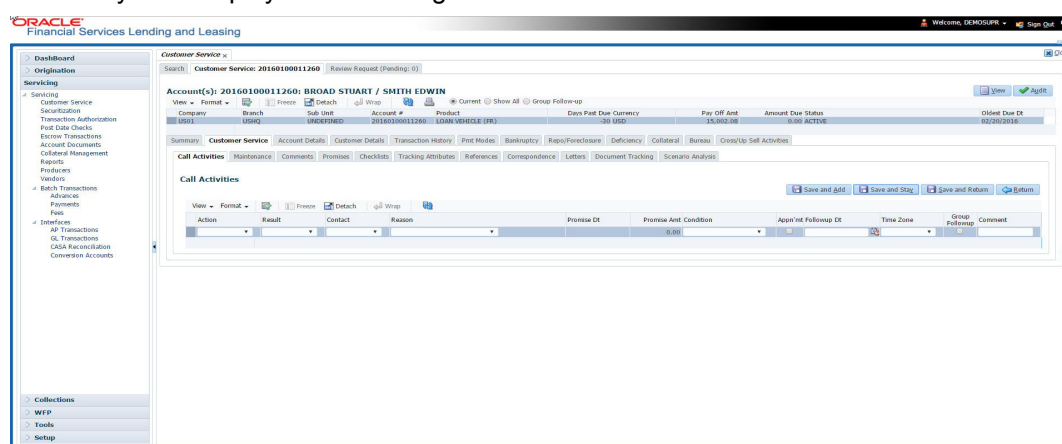 ORACLE
Financial Services Lending and Leasing
Welcome, DEMOSUPR Sign Out
DashBoard
Origination
Servicing
Servicing
Customer Service
Securitization
Transaction Authorization
Post Date Checks
Escrow Transactions
Account Documents
Collateral Management
Reports
Producers
Vendors
Batch Transactions
Advances
Payments
Fees
Interfaces
AP Transactions
GL Transactions
CASA Reconciliation
Conversion Accounts
Collections
WFP
Tools
Setup
Customer Service x
Search Customer Service: 20160100011260 Review Request (Pending: 0)
Account(s): 20160100011260: BROAD STUART / SMITH EDWIN
View Audit
View Format Freeze Detach Wrap Current Show All Group Follow-up
Company Branch Sub Unit Account # Product Days Past Due Currency Pay Off Amt Amount Due Status Oldest Due Dt
US01 USHQ UNDEFINED 20160100011260 LOAN VEHICLE (FR) -30 USD 15,002.08 0.00 ACTIVE 02/20/2016
Summary Customer Service Account Details Customer Details Transaction History Pmt Modes Bankruptcy Repo/Foreclosure Deficiency Collateral Bureau Cross/Up Sell Activities
Call Activities Maintenance Comments Promises Checklists Tracking Attributes References Correspondence Letters Document Tracking Scenario Analysis
Call Activities
Save and Add Save and Stay Save and Return Return
View Format Freeze Detach Wrap
Action Result Contact Reason Promise Dt Promise Amt Condition Appn'mt Followup Dt Time Zone Group Followup Comment
0.00